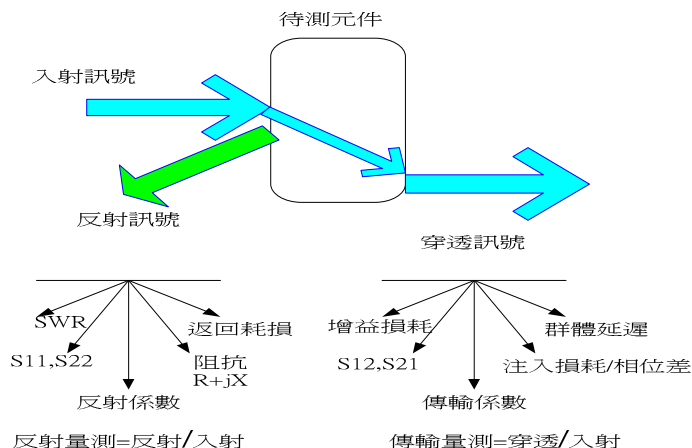 待測元件
入射訊號
反射訊號
穿透訊號
SWR
返回耗損
S11,S22
阻抗
R+jX
反射係數
反射量測=反射/入射
增益損耗
群體延遲
S12,S21
注入損耗/相位差
傳輸係數
傳輸量測=穿透/入射